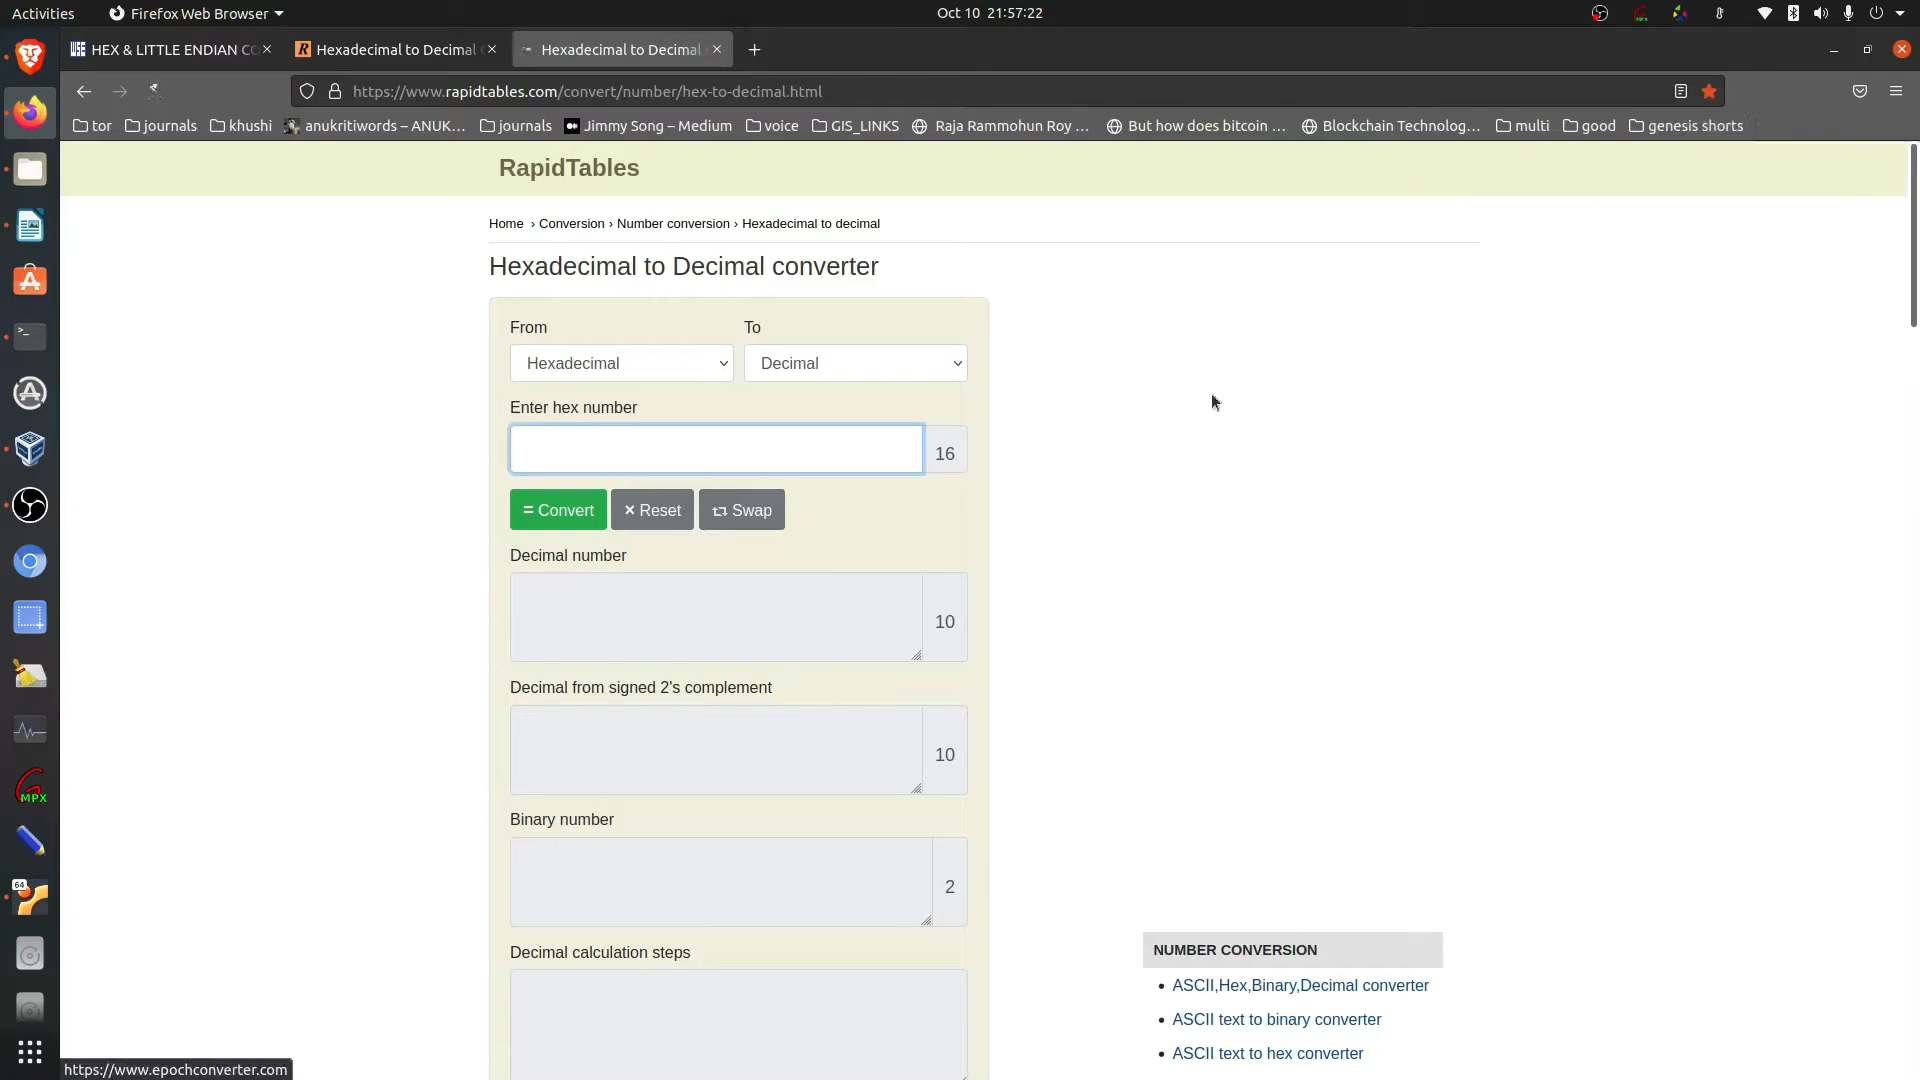 Activities
Firefox Web Browser
Oct 10 21:57:22
HEX & LITTLE ENDIAN CO
Hexadecimal to Decimal
Hexadecimal to Decimal
https://www.rapidtables.com/convert/number/hex-to-decimal.html
tor
journals
khushi
anukritiwords – ANUK…
journals
Jimmy Song – Medium
voice
GIS_LINKS
Raja Rammohun Roy …
But how does bitcoin …
Blockchain Technolog…
multi
good
genesis shorts
RapidTables
Home › Conversion › Number conversion › Hexadecimal to decimal
Hexadecimal to Decimal converter
From
To
Hexadecimal
Decimal
Enter hex number
16
= Convert
× Reset
Swap
Decimal number
10
Decimal from signed 2's complement
10
Binary number
2
Decimal calculation steps
NUMBER CONVERSION
• ASCII,Hex,Binary,Decimal converter
• ASCII text to binary converter
• ASCII text to hex converter
MPX
64
https://www.epochconverter.com